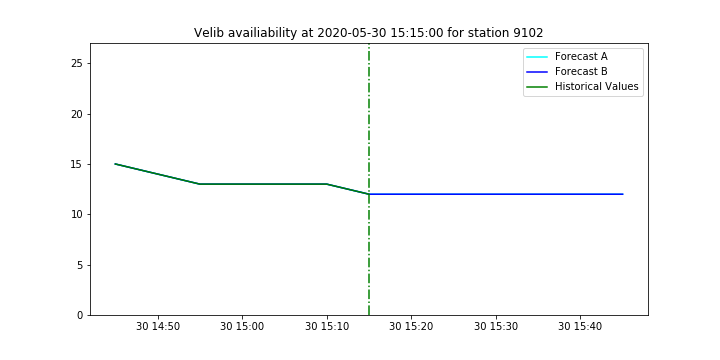 Velib availiability at 2020-05-30 15:15:00 for station 9102
Forecast A
Forecast B
Historical Values
25
20
15
10
5
0
30 14:50 30 15:00 30 15:10 30 15:20 30 15:30 30 15:40